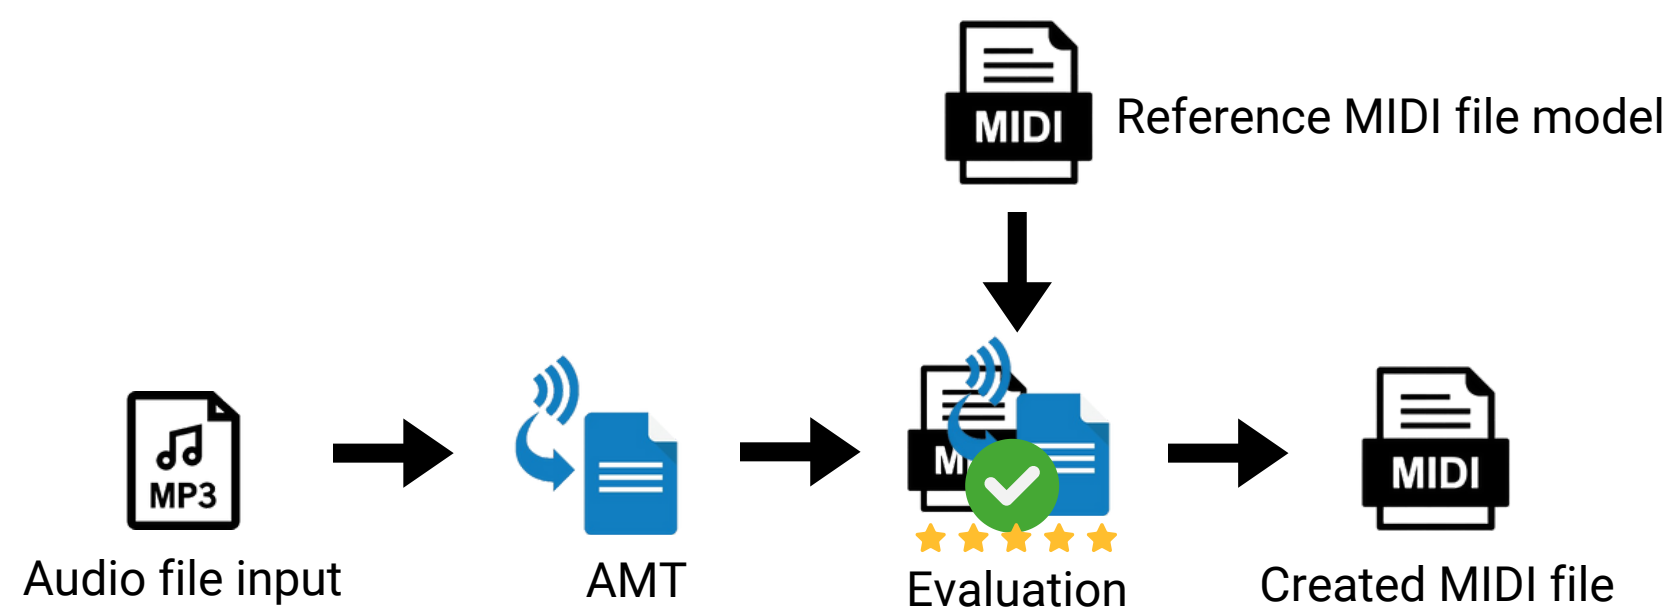 MIDI
Reference MIDI file model
MP3
MIDI
Audio file input
AMT
Evaluation
Created MIDI file